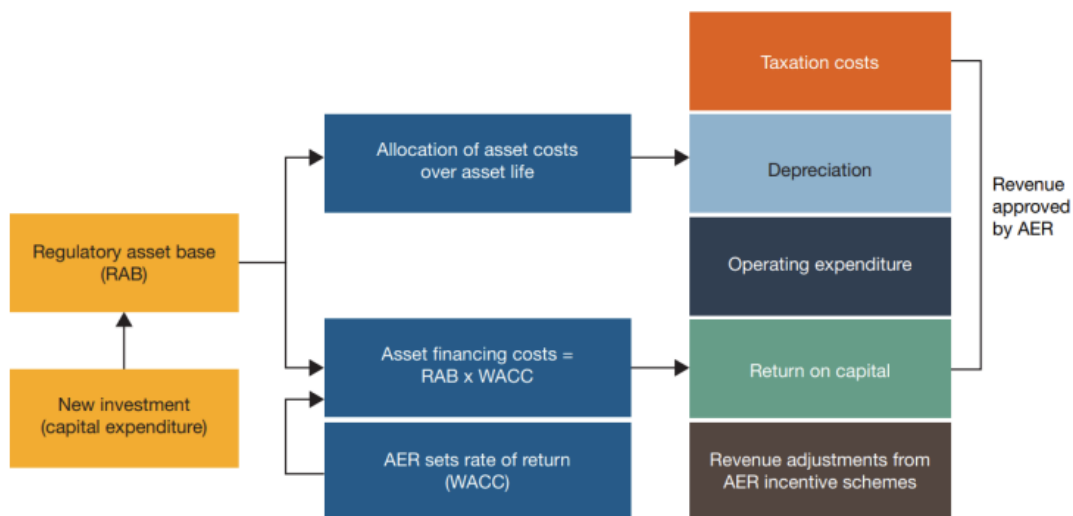 Taxation costs
Allocation of asset costs
over asset life
Depreciation
Revenue
approved
by AER
Regulatory asset base
(RAB)
Operating expenditure
Asset financing costs =
RAB x WACC
Return on capital
New investment
(capital expenditure)
AER sets rate of return
(WACC)
Revenue adjustments from
AER incentive schemes